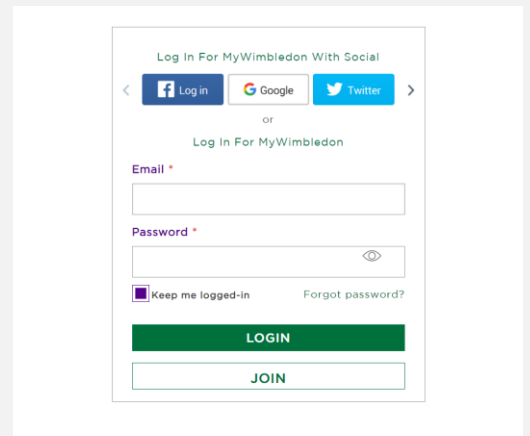 Log In For MyWimbledon With Social
Log in Google Twitter
or
Log In For MyWimbledon
Email *
Password *
Keep me logged-in Forgot password?
LOGIN
JOIN